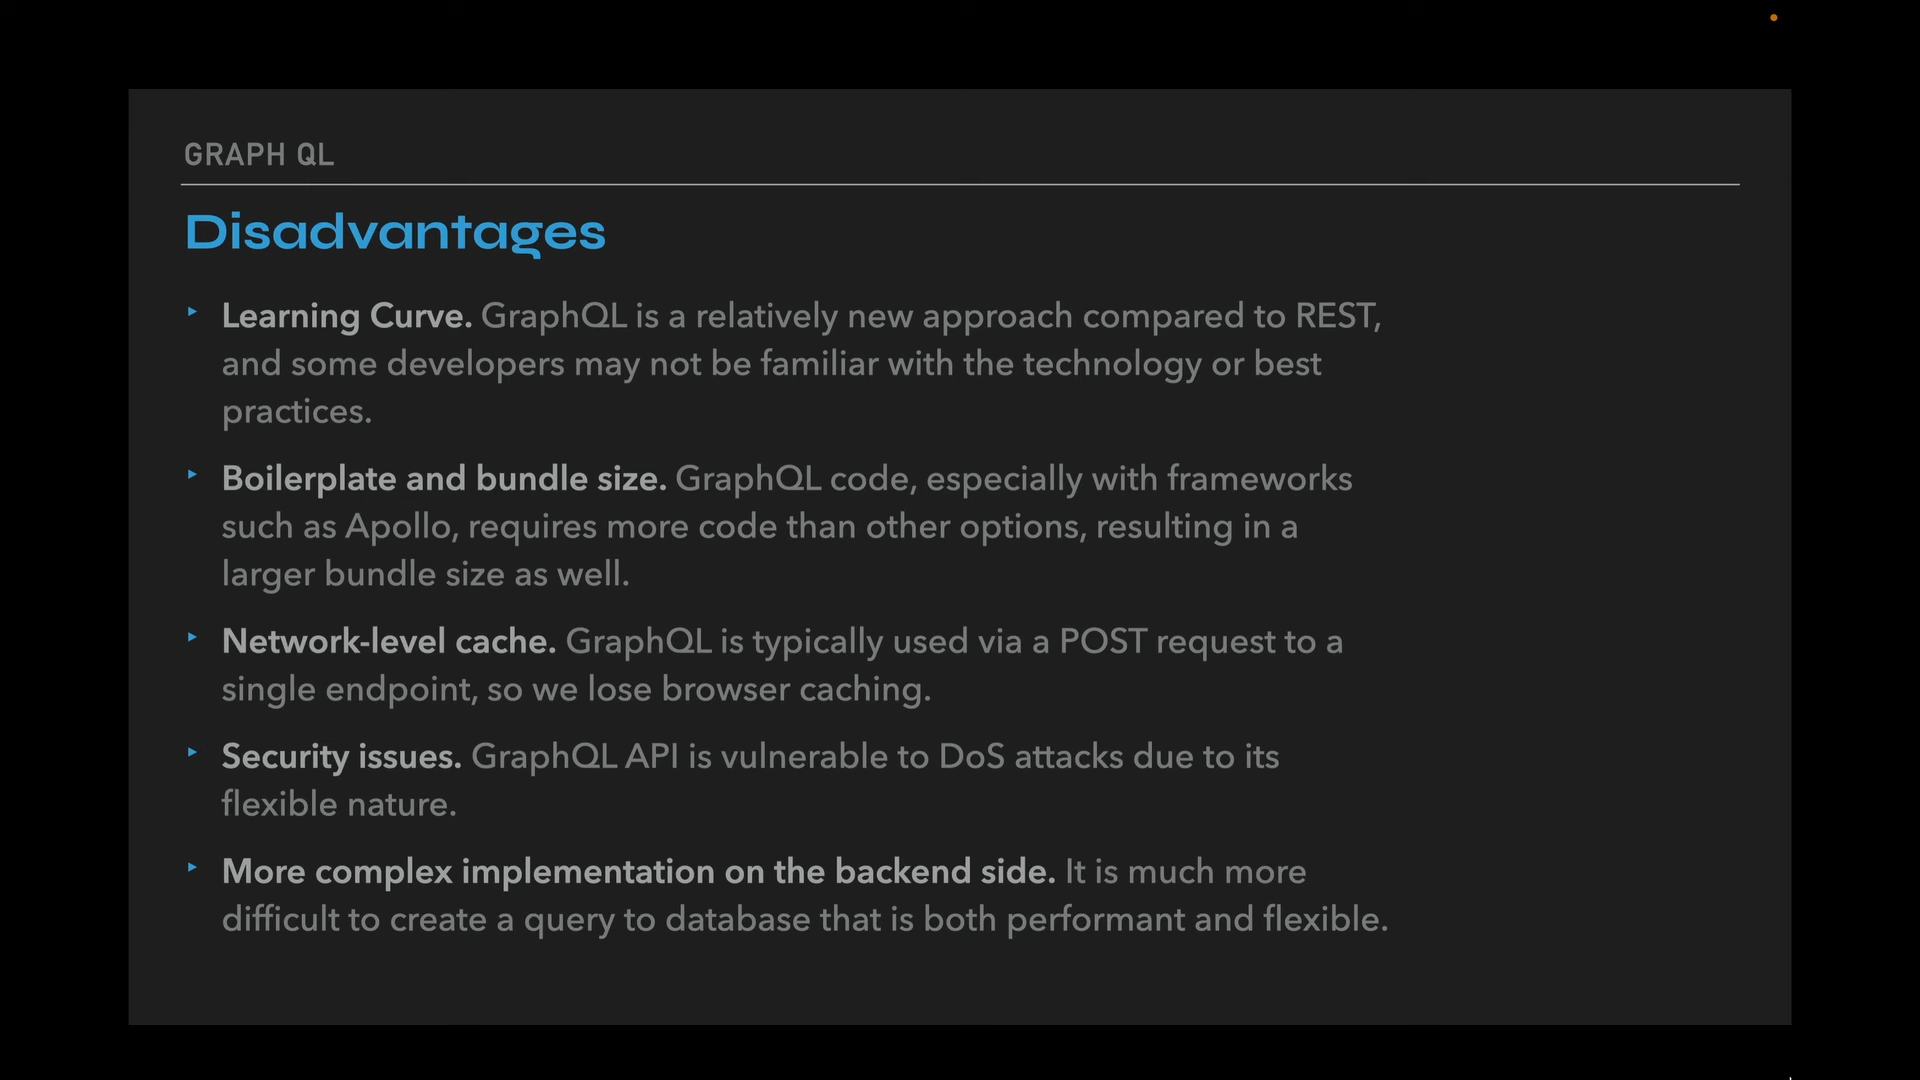 GRAPH QL
Disadvantages
‣ Learning Curve. GraphQL is a relatively new approach compared to REST,
and some developers may not be familiar with the technology or best
practices.
‣ Boilerplate and bundle size. GraphQL code, especially with frameworks
such as Apollo, requires more code than other options, resulting in a
larger bundle size as well.
‣ Network-level cache. GraphQL is typically used via a POST request to a
single endpoint, so we lose browser caching.
‣ Security issues. GraphQL API is vulnerable to DoS attacks due to its
flexible nature.
‣ More complex implementation on the backend side. It is much more
difficult to create a query to database that is both performant and flexible.